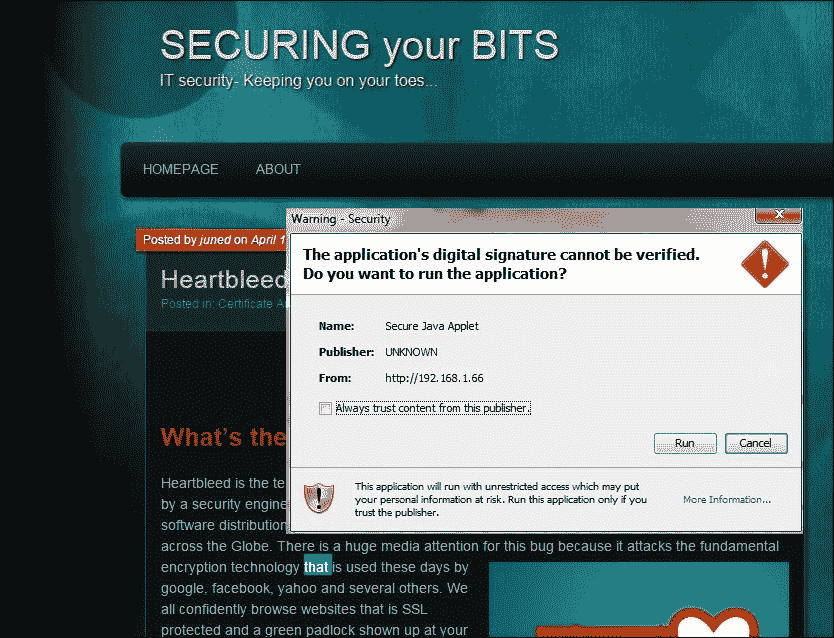 SECURING your BITS
IT security- Keeping you on your toes...
HOMEPAGE ABOUT
Posted by juned on April 1
Heartbleed
Posted in: Certificate A
Warning - Security
The application's digital signature cannot be verified.
Do you want to run the application?
Name: Secure Java Applet
Publisher: UNKNOWN
From: http://192.168.1.66
Always trust content from this publisher.
Run Cancel
This application will run with unrestricted access which may put
your personal information at risk. Run this application only if you
trust the publisher.
More Information...
What's the
Heartbleed is the te
by a security engine
software distribution
across the Globe. There is a huge media attention for this bug because it attacks the fundamental
encryption technology that is used these days by
google, facebook, yahoo and several others. We
all confidently browse websites that is SSL
protected and a green padlock shown up at your